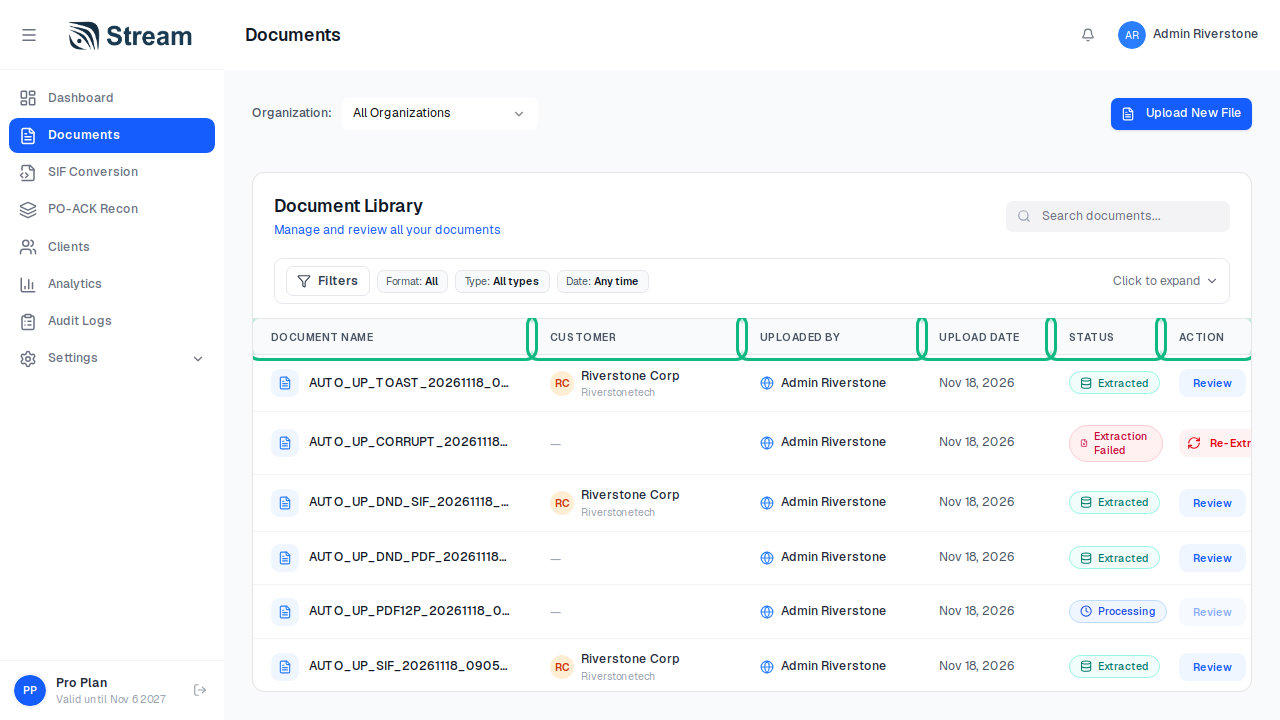 Stream
Documents
AR
Admin Riverstone
Dashboard
Documents
SIF Conversion
PO-ACK Recon
Clients
Analytics
Audit Logs
Settings
PP
Pro Plan
Valid until Nov 6 2027
Organization:
All Organizations
Upload New File
Document Library
Manage and review all your documents
Search documents...
Filters
Format: All
Type: All types
Date: Any time
Click to expand
DOCUMENT NAME CUSTOMER UPLOADED BY UPLOAD DATE STATUS ACTION
AUTO_UP_TOAST_20261118_0... RC Riverstone Corp Admin Riverstone Nov 18, 2026 Extracted Review
Riverstonetech
AUTO_UP_CORRUPT_20261118... — Admin Riverstone Nov 18, 2026 Extraction Re-Extr
Failed
AUTO_UP_DND_SIF_20261118_... RC Riverstone Corp Admin Riverstone Nov 18, 2026 Extracted Review
Riverstonetech
AUTO_UP_DND_PDF_20261118... — Admin Riverstone Nov 18, 2026 Extracted Review
AUTO_UP_PDF12P_20261118_0... — Admin Riverstone Nov 18, 2026 Processing Review
AUTO_UP_SIF_20261118_0905... RC Riverstone Corp Admin Riverstone Nov 18, 2026 Extracted Review
Riverstonetech